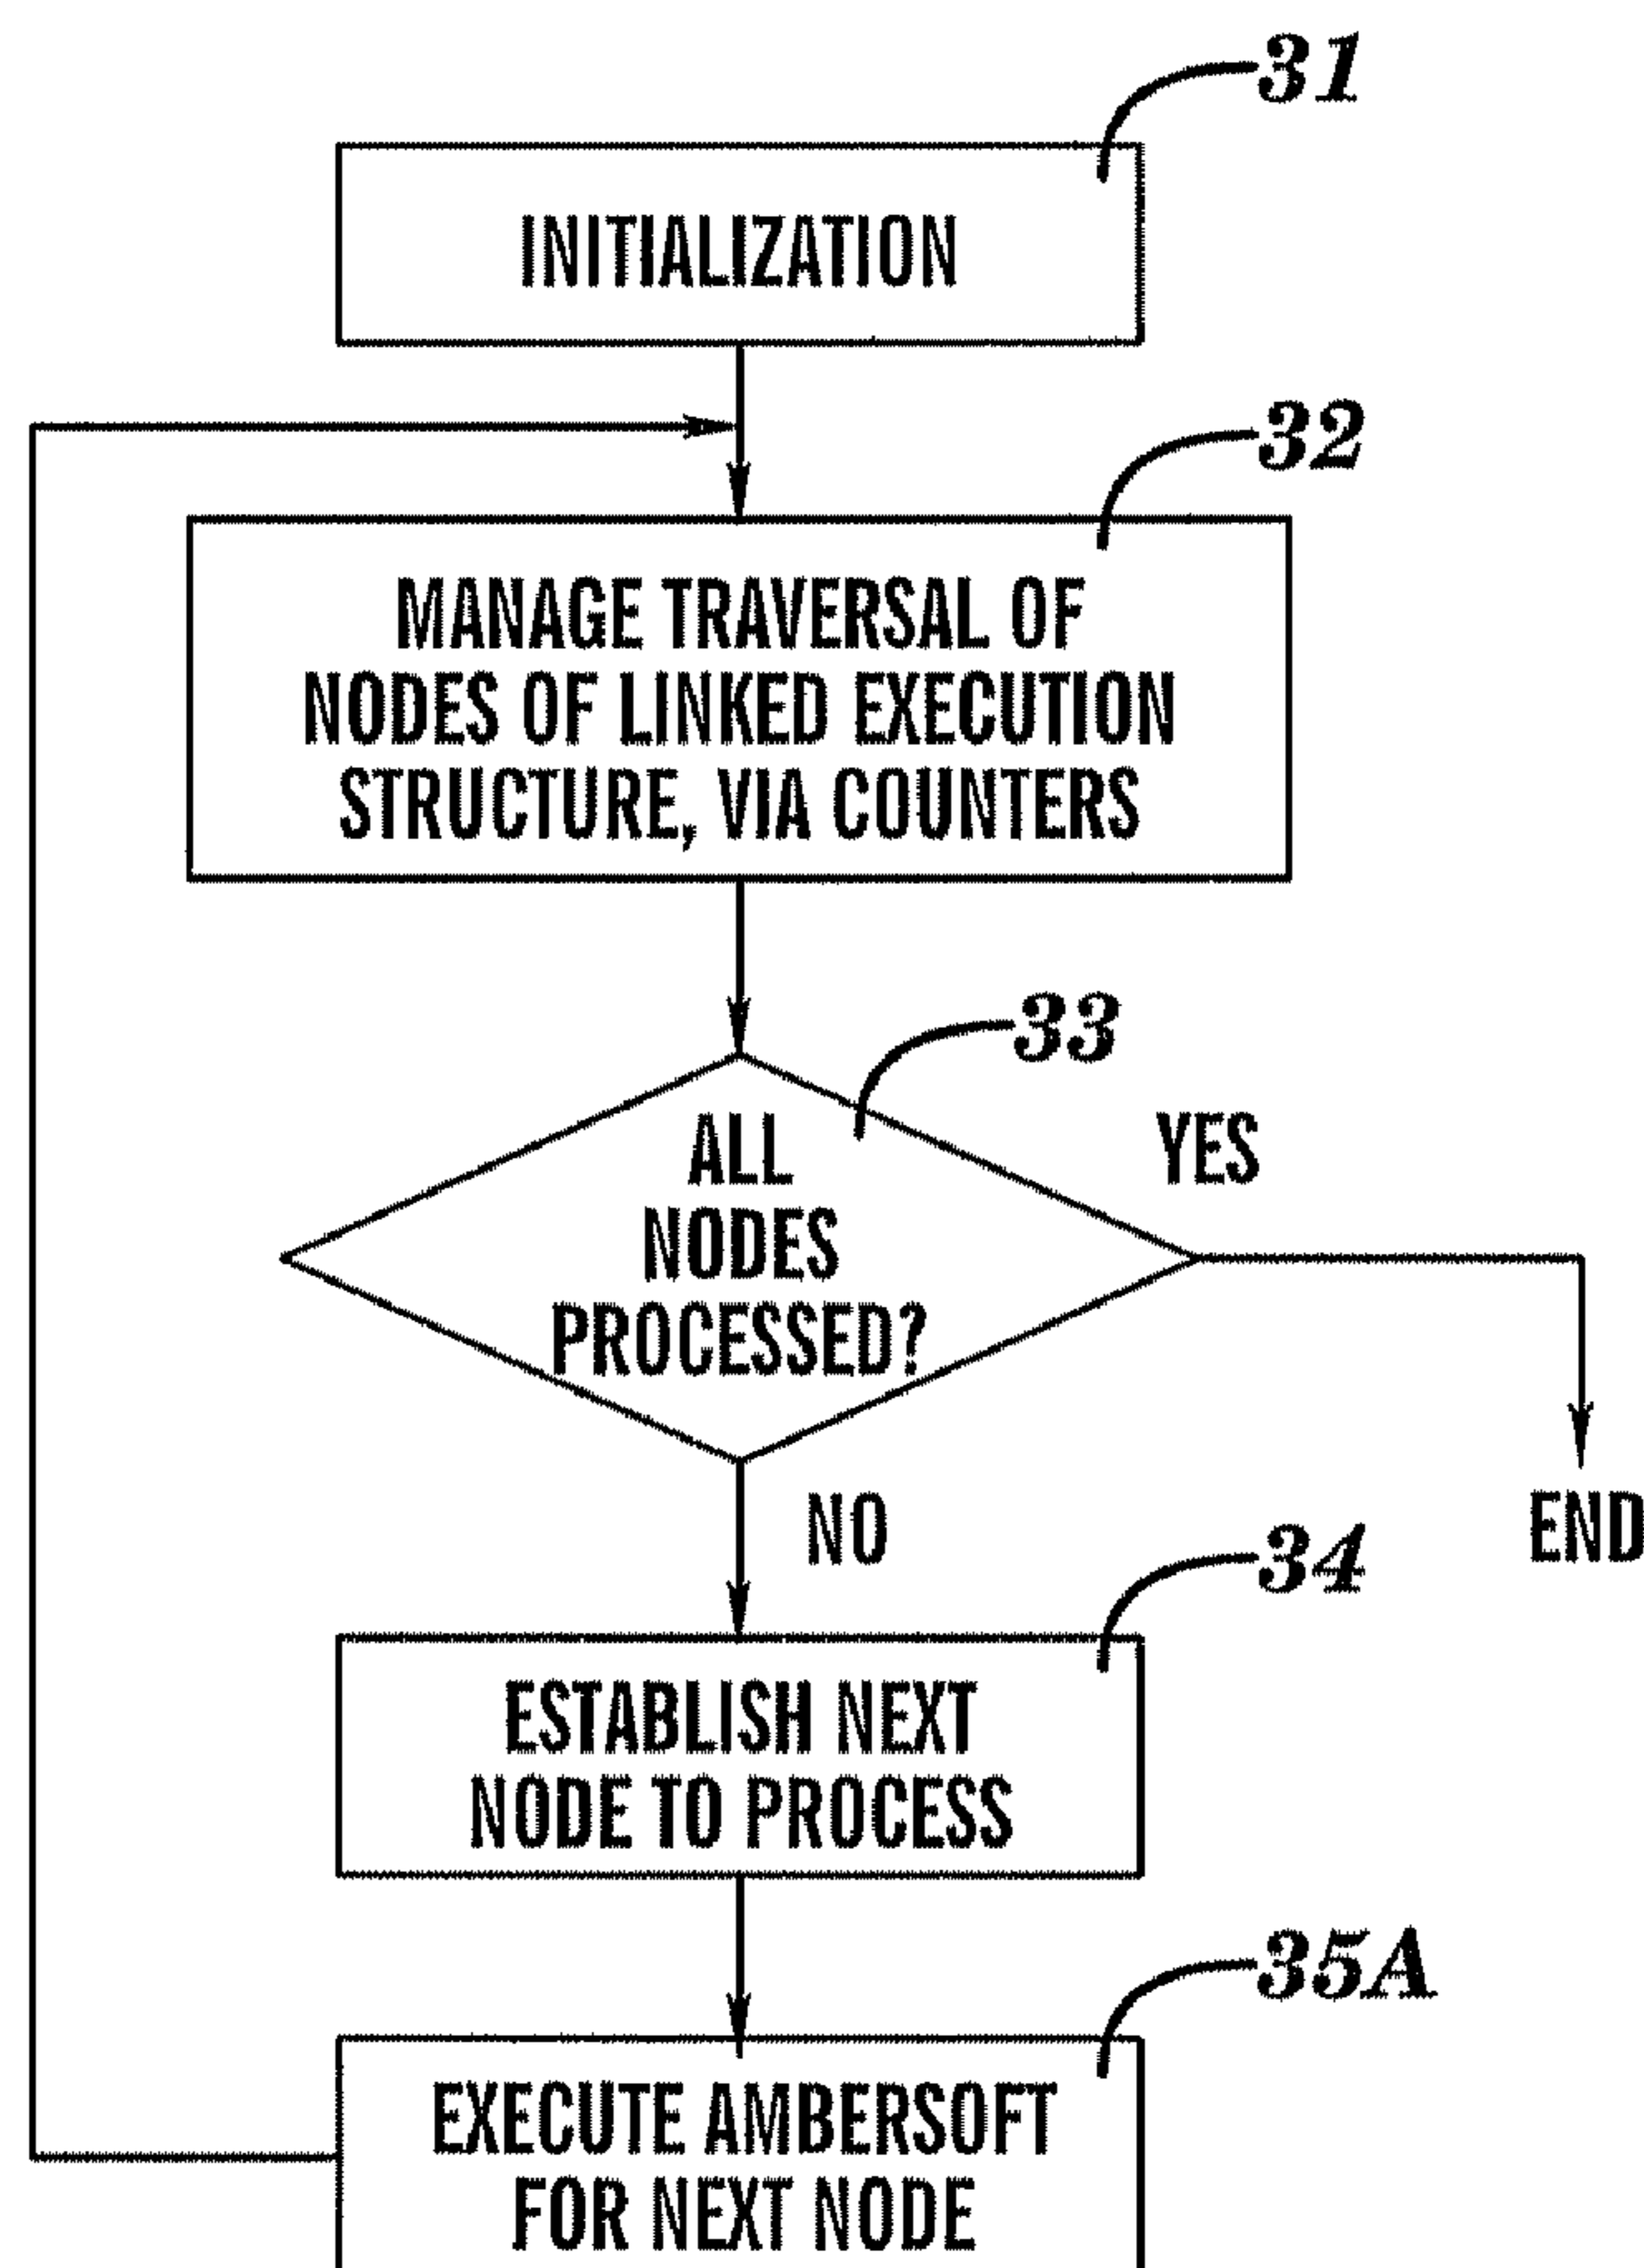 31
INITIALIZATION
32
MANAGE TRAVERSAL OF
NODES OF LINKED EXECUTION
STRUCTURE, VIA COUNTERS
33
ALL
NODES
PROCESSED?
YES
NO
END
34
ESTABLISH NEXT
NODE TO PROCESS
35A
EXECUTE AMBERSOFT
FOR NEXT NODE